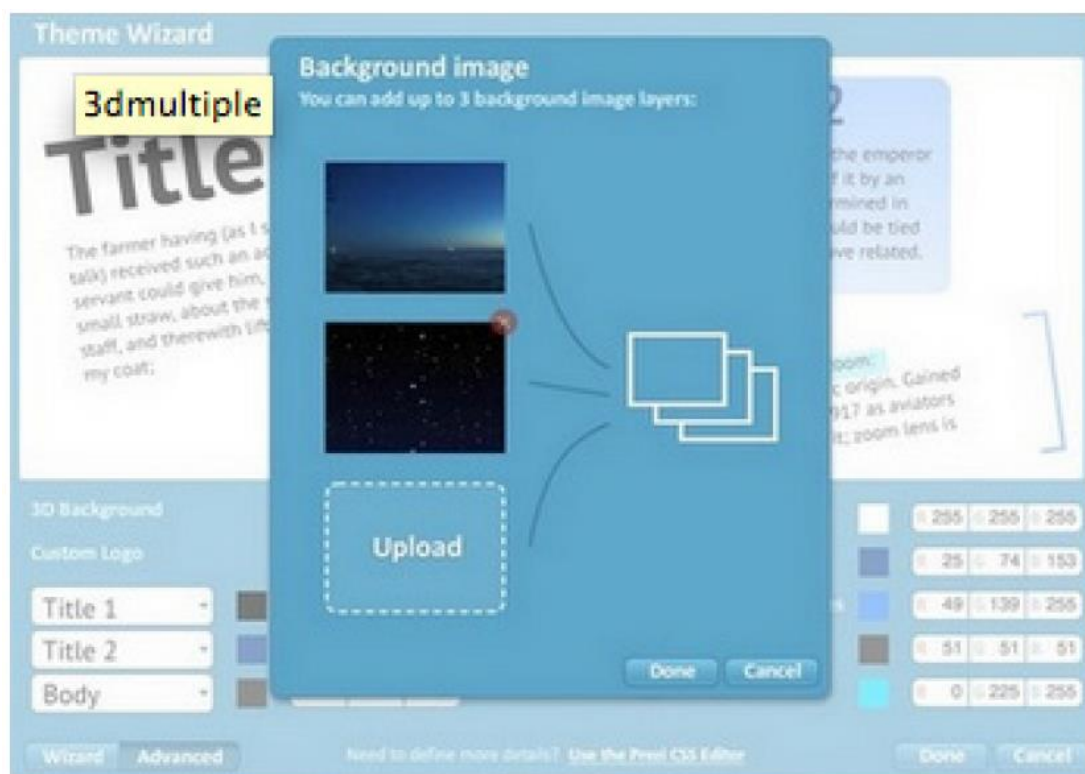 Theme Wizard
3dmultiple
Title
The farmer having (as I s
talk) received such an ac
servant could give him,
small straw, about the s
staff, and therewith lift
my coat;
Background image
You can add up to 3 background image layers:
Upload
Done
Cancel
2
the emperor
f it by an
rmined in
uld be tied
ove related.
oom:
c origin. Gained
917 as aviators
it; zoom lens is
3D Background
Custom Logo
Title 1
Title 2
Body
R 255 G 255 B 255
R 25 G 74 B 153
R 49 G 139 B 255
R 51 G 51 B 51
R 0 G 225 B 255
Wizard
Advanced
Need to define more details? Use the Prezi CSS Editor
Done
Cancel